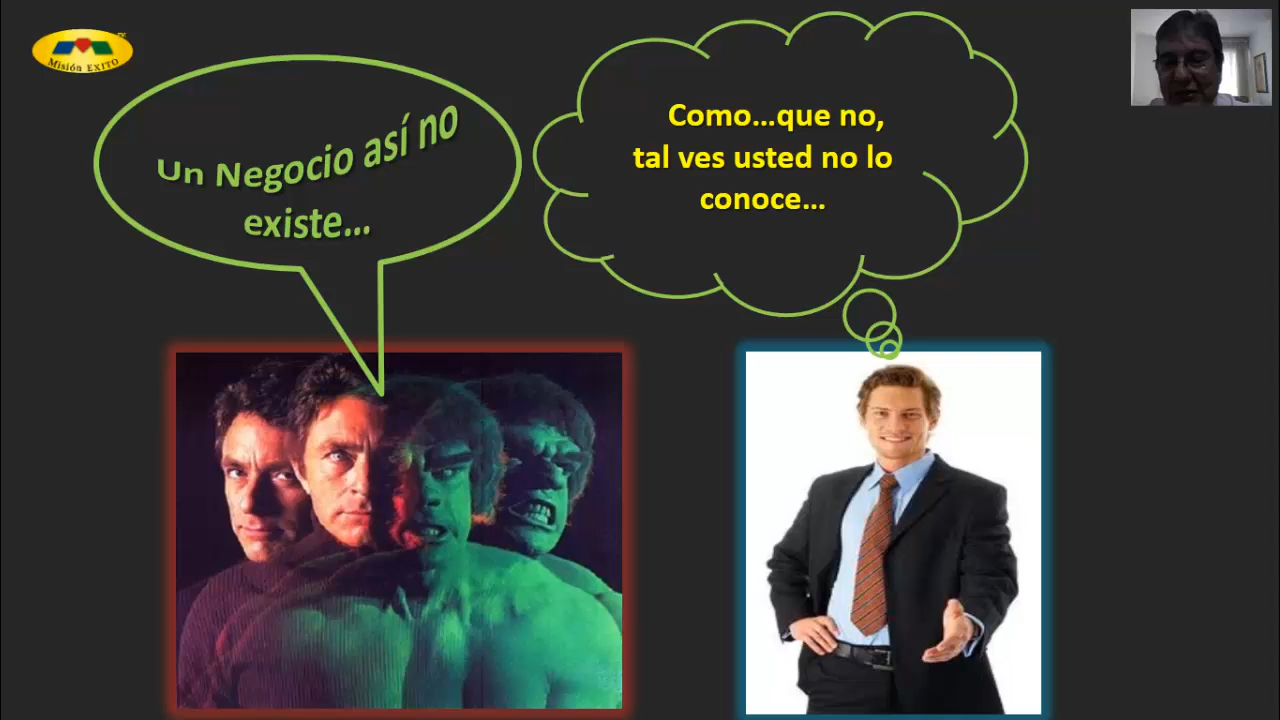 Misión EXITO
Un Negocio así no
existe...
Como...que no,
tal ves usted no lo
conoce...